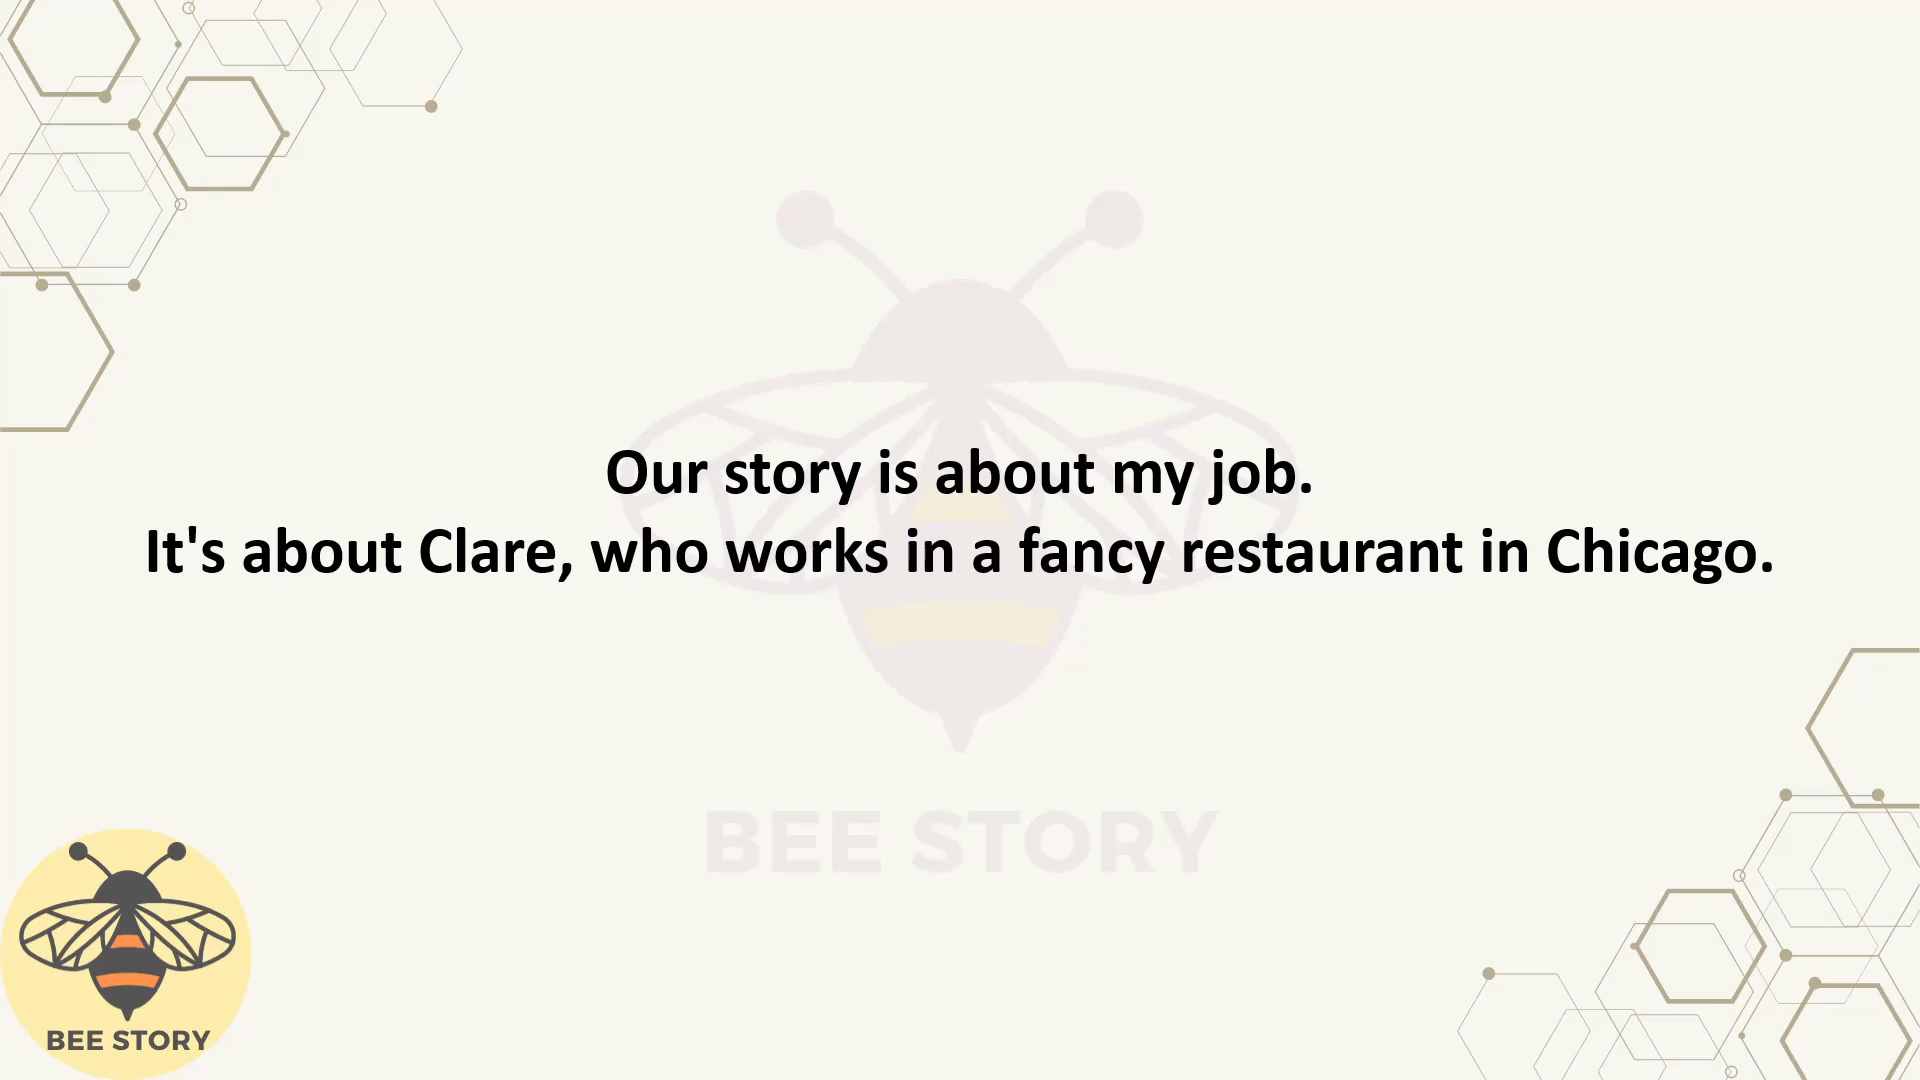 Our story is about my job.
It's about Clare, who works in a fancy restaurant in Chicago.
BEE STORY
BEE STORY